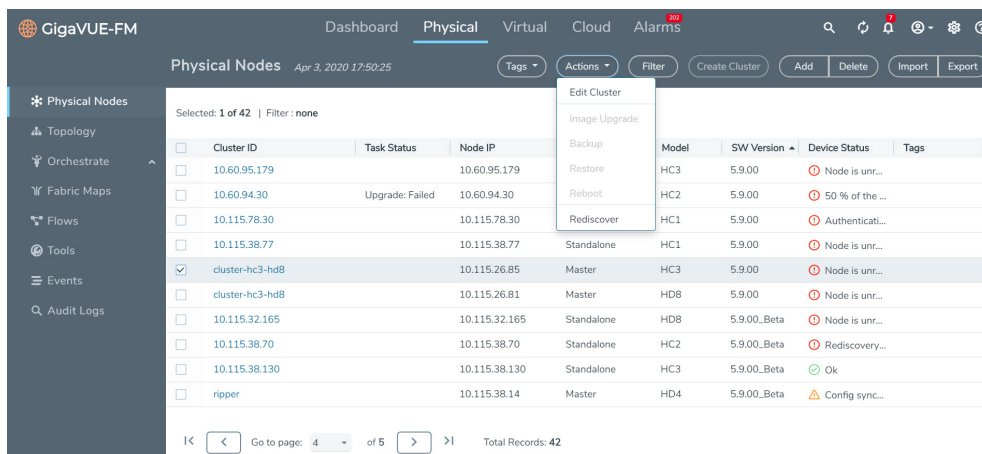 GigaVUE-FM
Dashboard Physical Virtual Cloud Alarms 202 7
Physical Nodes Apr 3, 2020 17:50:25 Tags Actions Filter Create Cluster Add Delete Import Export
Physical Nodes
Topology
Orchestrate
Fabric Maps
Flows
Tools
Events
Audit Logs
Edit Cluster
Image Upgrade
Backup
Restore
Reboot
Rediscover
Selected: 1 of 42 | Filter : none
Cluster ID Task Status Node IP Model SW Version Device Status Tags
10.60.95.179 10.60.95.179 HC3 5.9.00 Node is unr...
10.60.94.30 Upgrade: Failed 10.60.94.30 HC2 5.9.00 50 % of the ...
10.115.78.30 10.115.78.30 HC1 5.9.00 Authenticati...
10.115.38.77 10.115.38.77 Standalone HC1 5.9.00 Node is unr...
cluster-hc3-hd8 10.115.26.85 Master HC3 5.9.00 Node is unr...
cluster-hc3-hd8 10.115.26.81 Master HD8 5.9.00 Node is unr...
10.115.32.165 10.115.32.165 Standalone HD8 5.9.00_Beta Node is unr...
10.115.38.70 10.115.38.70 Standalone HC2 5.9.00_Beta Rediscovery...
10.115.38.130 10.115.38.130 Standalone HC3 5.9.00_Beta Ok
ripper 10.115.38.14 Master HD4 5.9.00_Beta Config sync...
Go to page: 4 of 5 Total Records: 42